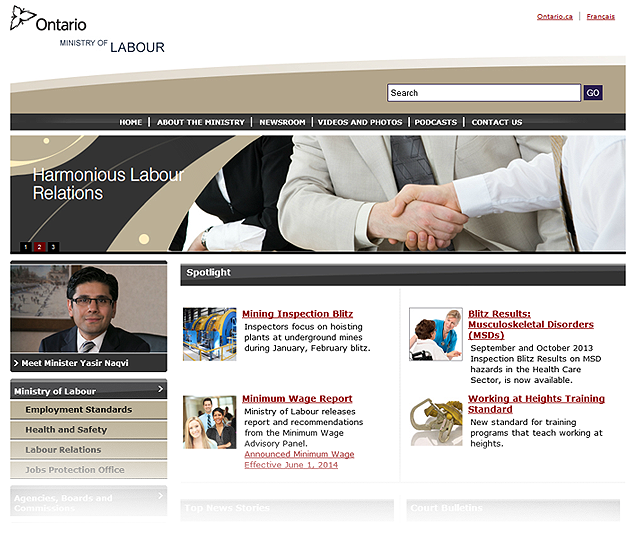 Ontario
MINISTRY OF LABOUR
Ontario.ca | Français
Search GO
HOME | ABOUT THE MINISTRY | NEWSROOM | VIDEOS AND PHOTOS | PODCASTS | CONTACT US
Harmonious Labour
Relations
1 2 3
Meet Minister Yasir Naqvi
Ministry of Labour
Employment Standards
Health and Safety
Labour Relations
Jobs Protection Office
Agencies, Boards and
Commissions
Spotlight
Mining Inspection Blitz
Inspectors focus on hoisting
plants at underground mines
during January, February blitz.
Blitz Results:
Musculoskeletal Disorders
(MSDs)
September and October 2013
Inspection Blitz Results on MSD
hazards in the Health Care
Sector, is now available.
Minimum Wage Report
Ministry of Labour releases
report and recommendations
from the Minimum Wage
Advisory Panel.
Announced Minimum Wage
Effective June 1, 2014
Working at Heights Training
Standard
New standard for training
programs that teach working at
heights.
Top News Stories
Court Bulletins